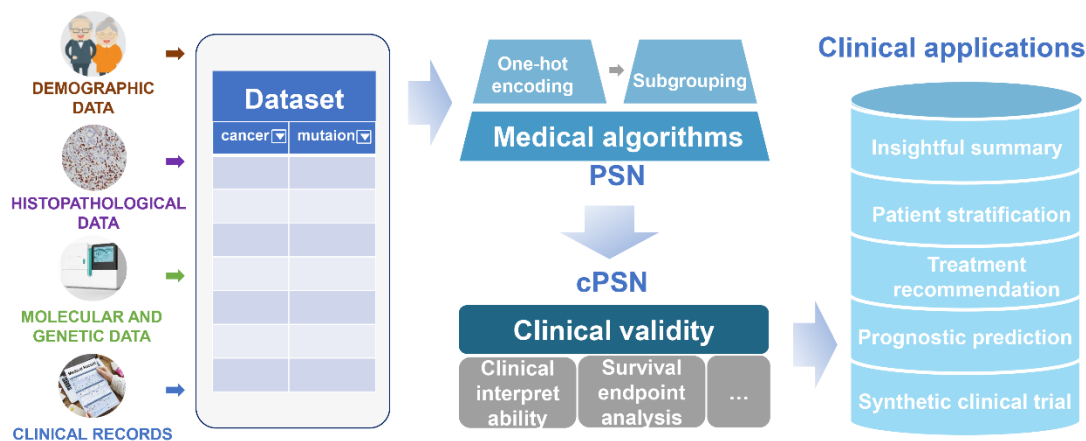 DEMOGRAPHIC
DATA
HISTOPATHOLOGICAL
DATA
MOLECULAR AND
GENETIC DATA
Medical Record
CLINICAL RECORDS
Dataset
cancer mutaion
One-hot
encoding
Subgrouping
Medical algorithms
PSN
cPSN
Clinical validity
Clinical
interpret
ability
Survival
endpoint
analysis
...
Clinical applications
Insightful summary
Patient stratification
Treatment
recommendation
Prognostic prediction
Synthetic clinical trial